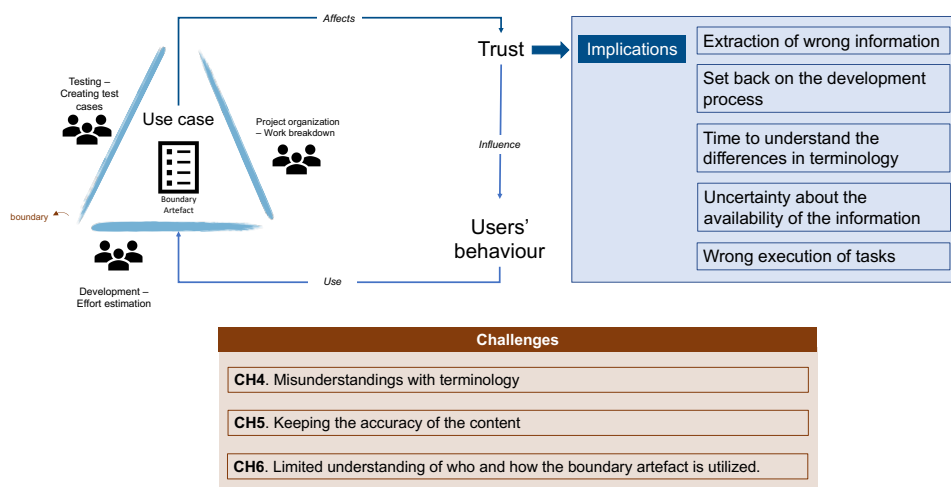 Affects
Trust
Implications
Extraction of wrong information
Set back on the development
process
Time to understand the
differences in terminology
Uncertainty about the
availability of the information
Wrong execution of tasks
Testing –
Creating test
cases
Use case
Project organization
– Work breakdown
Boundary
Artefact
Influence
boundary
Users’
behaviour
Development –
Effort estimation
Use
Challenges
CH4. Misunderstandings with terminology
CH5. Keeping the accuracy of the content
CH6. Limited understanding of who and how the boundary artefact is utilized.